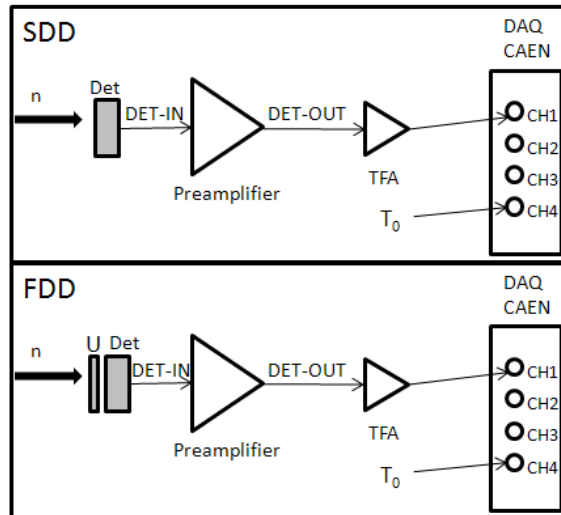 SDD
DAQ
CAEN
n
Det
DET-IN
DET-OUT
CH1
CH2
CH3
CH4
Preamplifier
TFA
T0
FDD
DAQ
CAEN
n
U Det
DET-IN
DET-OUT
CH1
CH2
CH3
CH4
Preamplifier
TFA
T0